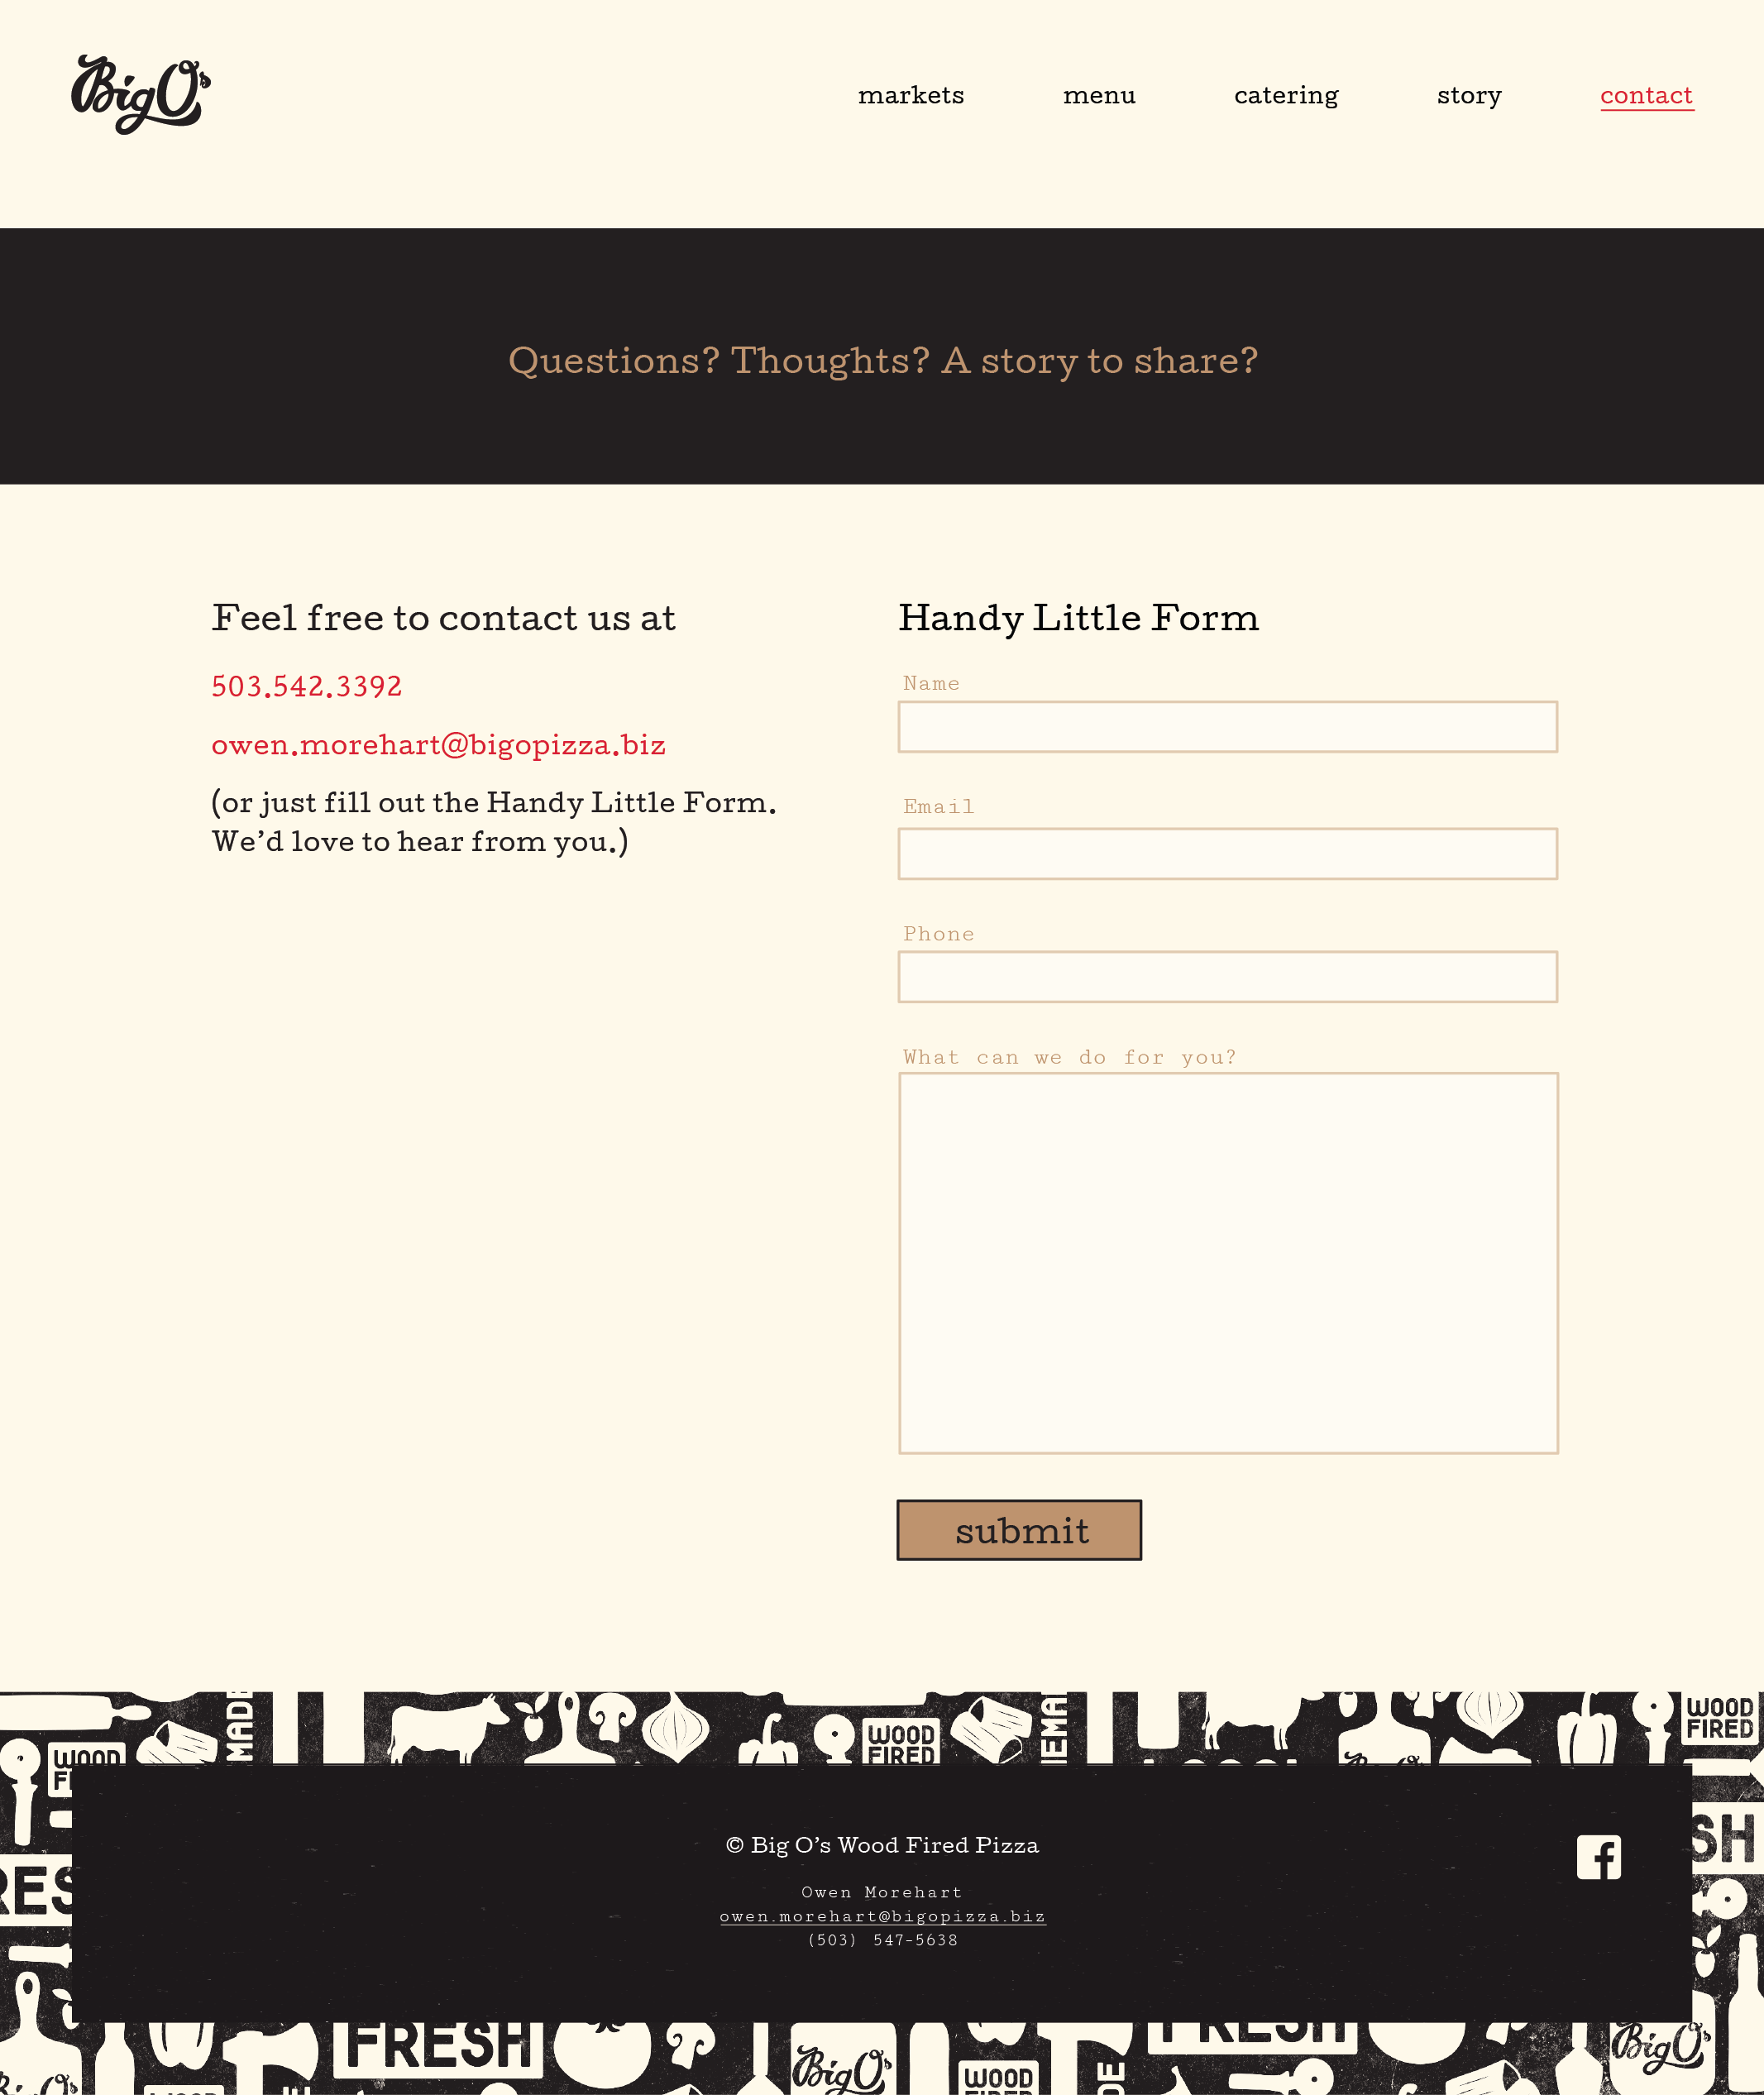 Big O's
markets menu catering story contact
Questions? Thoughts? A story to share?
Feel free to contact us at
503.542.3392
owen.morehart@bigopizza.biz
(or just fill out the Handy Little Form.
We’d love to hear from you.)
Handy Little Form
Name
Email
Phone
What can we do for you?
submit
MADE
WOOD
FIRED
WOOD
FIRED
WOOD
© Big O’s Wood Fired Pizza
Owen Morehart
owen.morehart@bigopizza.biz
(503) 547-5638
FRESH
Big O's
WOOD
FIRED
FRESH
Big O's